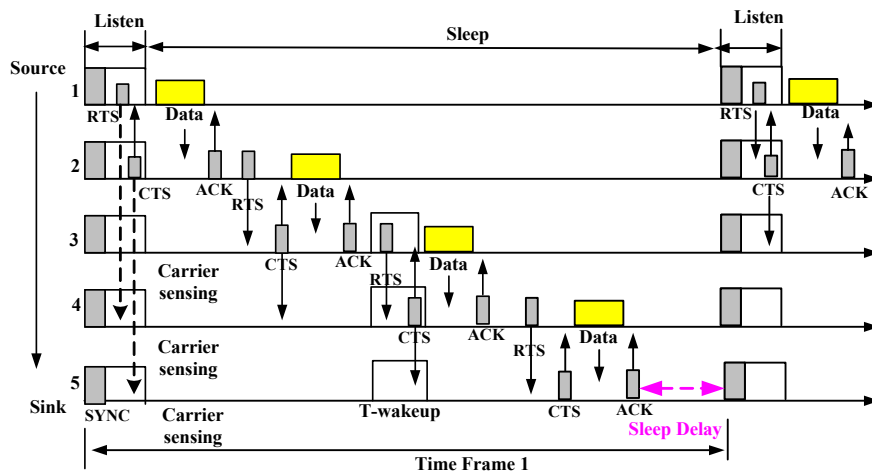 Listen
Sleep
Listen
Source
1
RTS
Data
RTS
Data
2
CTS
ACK
RTS
Data
CTS
ACK
3
Carrier
sensing
CTS
ACK
RTS
Data
4
Carrier
sensing
CTS
ACK
RTS
Data
5
Sink
SYNC
Carrier
sensing
T-wakeup
CTS
ACK
Sleep Delay
Time Frame 1